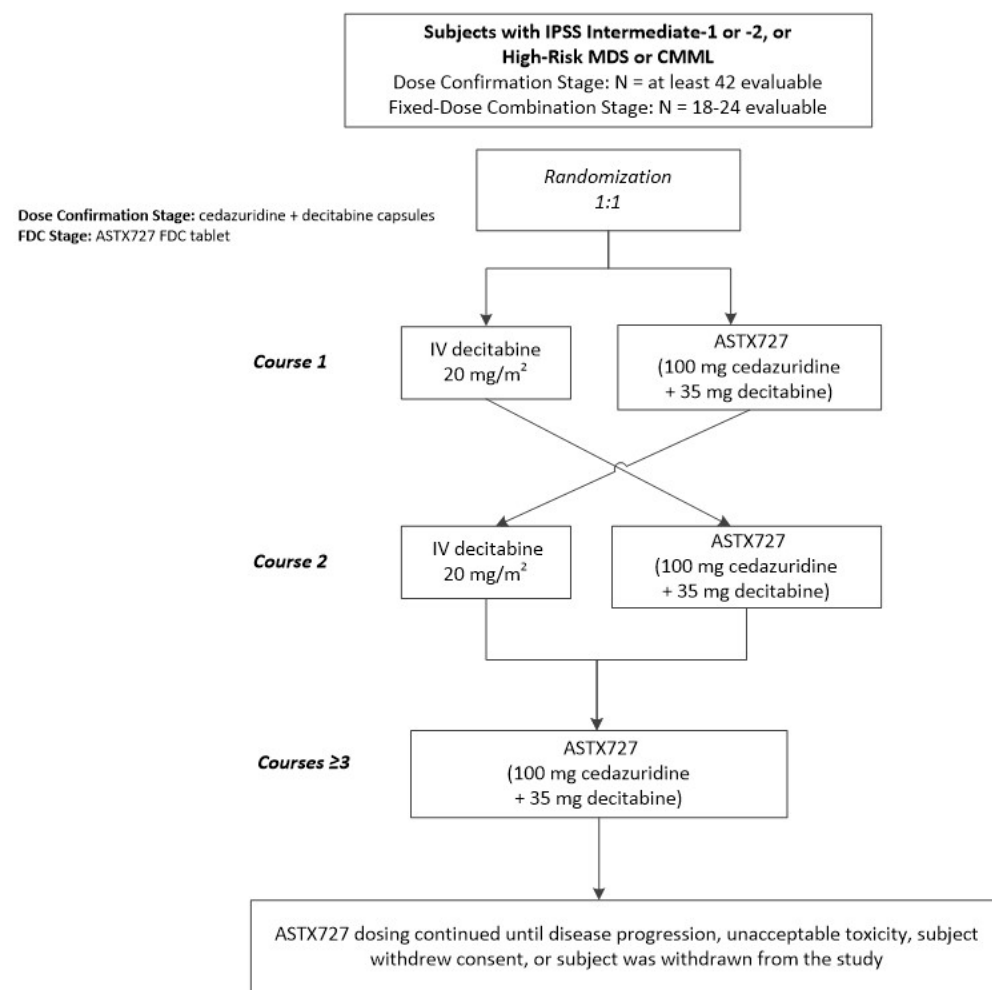 Subjects with IPSS Intermediate-1 or -2, or
High-Risk MDS or CMML
Dose Confirmation Stage: N = at least 42 evaluable
Fixed-Dose Combination Stage: N = 18-24 evaluable
Randomization
1:1
Dose Confirmation Stage: cedazuridine + decitabine capsules
FDC Stage: ASTX727 FDC tablet
Course 1
IV decitabine
20 mg/m²
ASTX727
(100 mg cedazuridine
+ 35 mg decitabine)
Course 2
IV decitabine
20 mg/m²
ASTX727
(100 mg cedazuridine
+ 35 mg decitabine)
Courses ≥3
ASTX727
(100 mg cedazuridine
+ 35 mg decitabine)
ASTX727 dosing continued until disease progression, unacceptable toxicity, subject
withdrew consent, or subject was withdrawn from the study